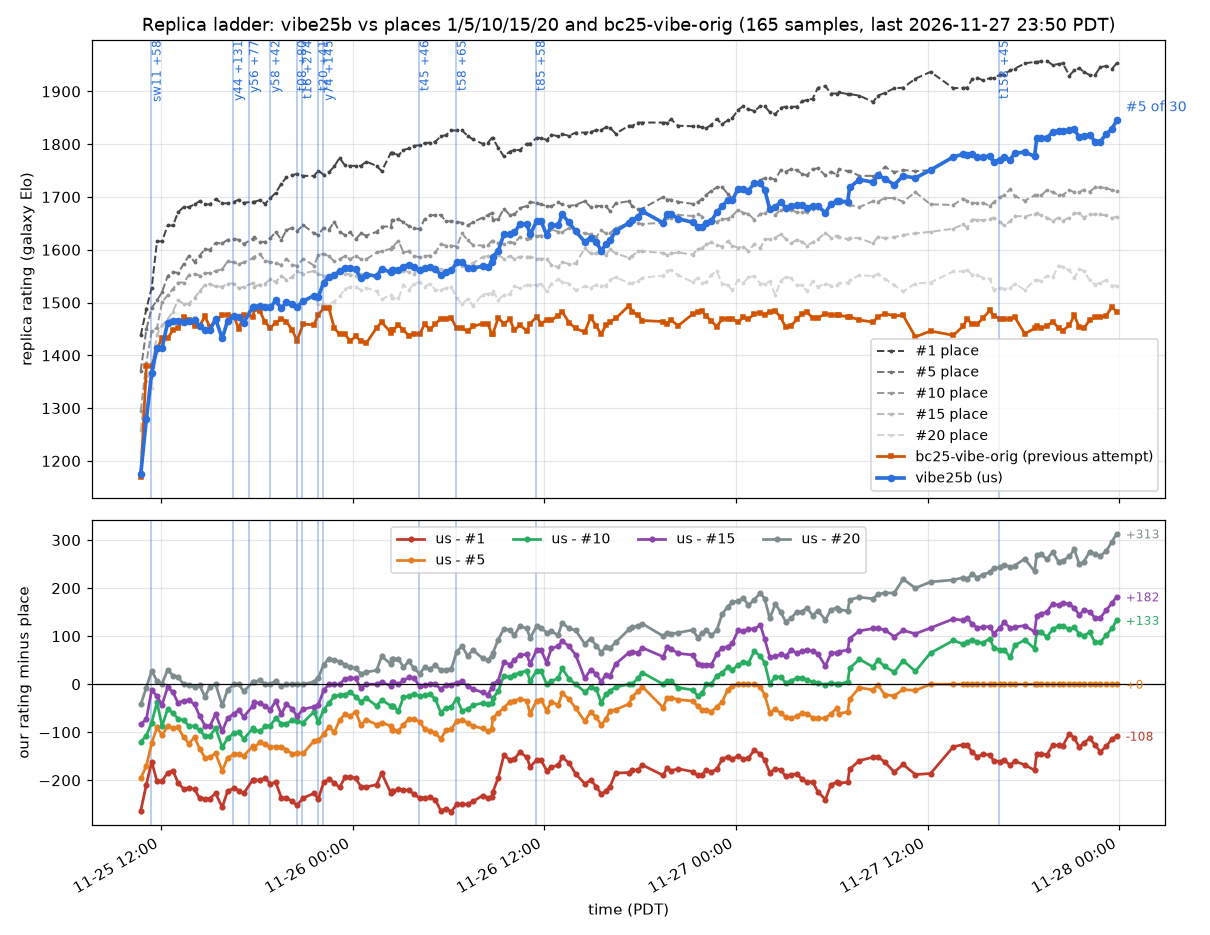 Replica ladder: vibe25b vs places 1/5/10/15/20 and bc25-vibe-orig (165 samples, last 2026-11-27 23:50 PDT)
sw11 +58
y44 +131
y56 +77
y58 +42
t45 +46
t58 +65
t85 +58
#5 of 30
replica rating (galaxy Elo)
1900
1800
1700
1600
1500
1400
1300
1200
#1 place
#5 place
#10 place
#15 place
#20 place
bc25-vibe-orig (previous attempt)
vibe25b (us)
us - #1
us - #5
us - #10
us - #15
us - #20
our rating minus place
300
200
100
0
−100
−200
+313
+182
+133
+0
-108
11-25 12:00
11-26 00:00
11-26 12:00
11-27 00:00
11-27 12:00
11-28 00:00
time (PDT)